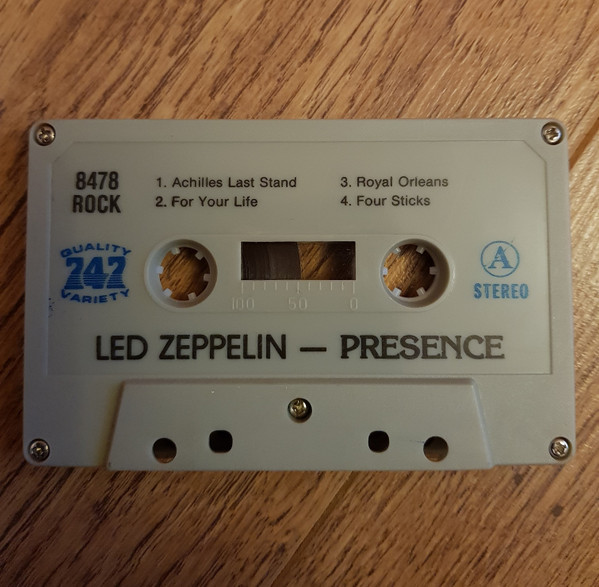 8478
ROCK
1. Achilles Last Stand
2. For Your Life
3. Royal Orleans
4. Four Sticks
QUALITY
747
VARIETY
A
STEREO
100 50 0
LED ZEPPELIN — PRESENCE